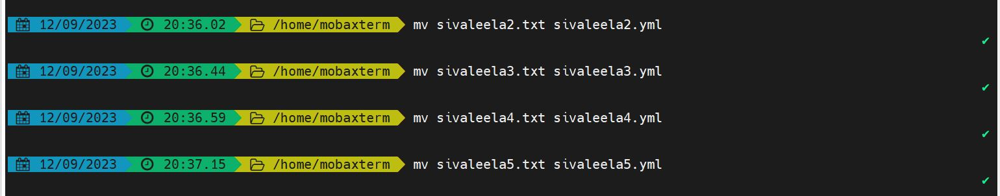 12/09/2023 20:36.02 /home/mobaxterm mv sivaleela2.txt sivaleela2.yml
12/09/2023 20:36.44 /home/mobaxterm mv sivaleela3.txt sivaleela3.yml
12/09/2023 20:36.59 /home/mobaxterm mv sivaleela4.txt sivaleela4.yml
12/09/2023 20:37.15 /home/mobaxterm mv sivaleela5.txt sivaleela5.yml